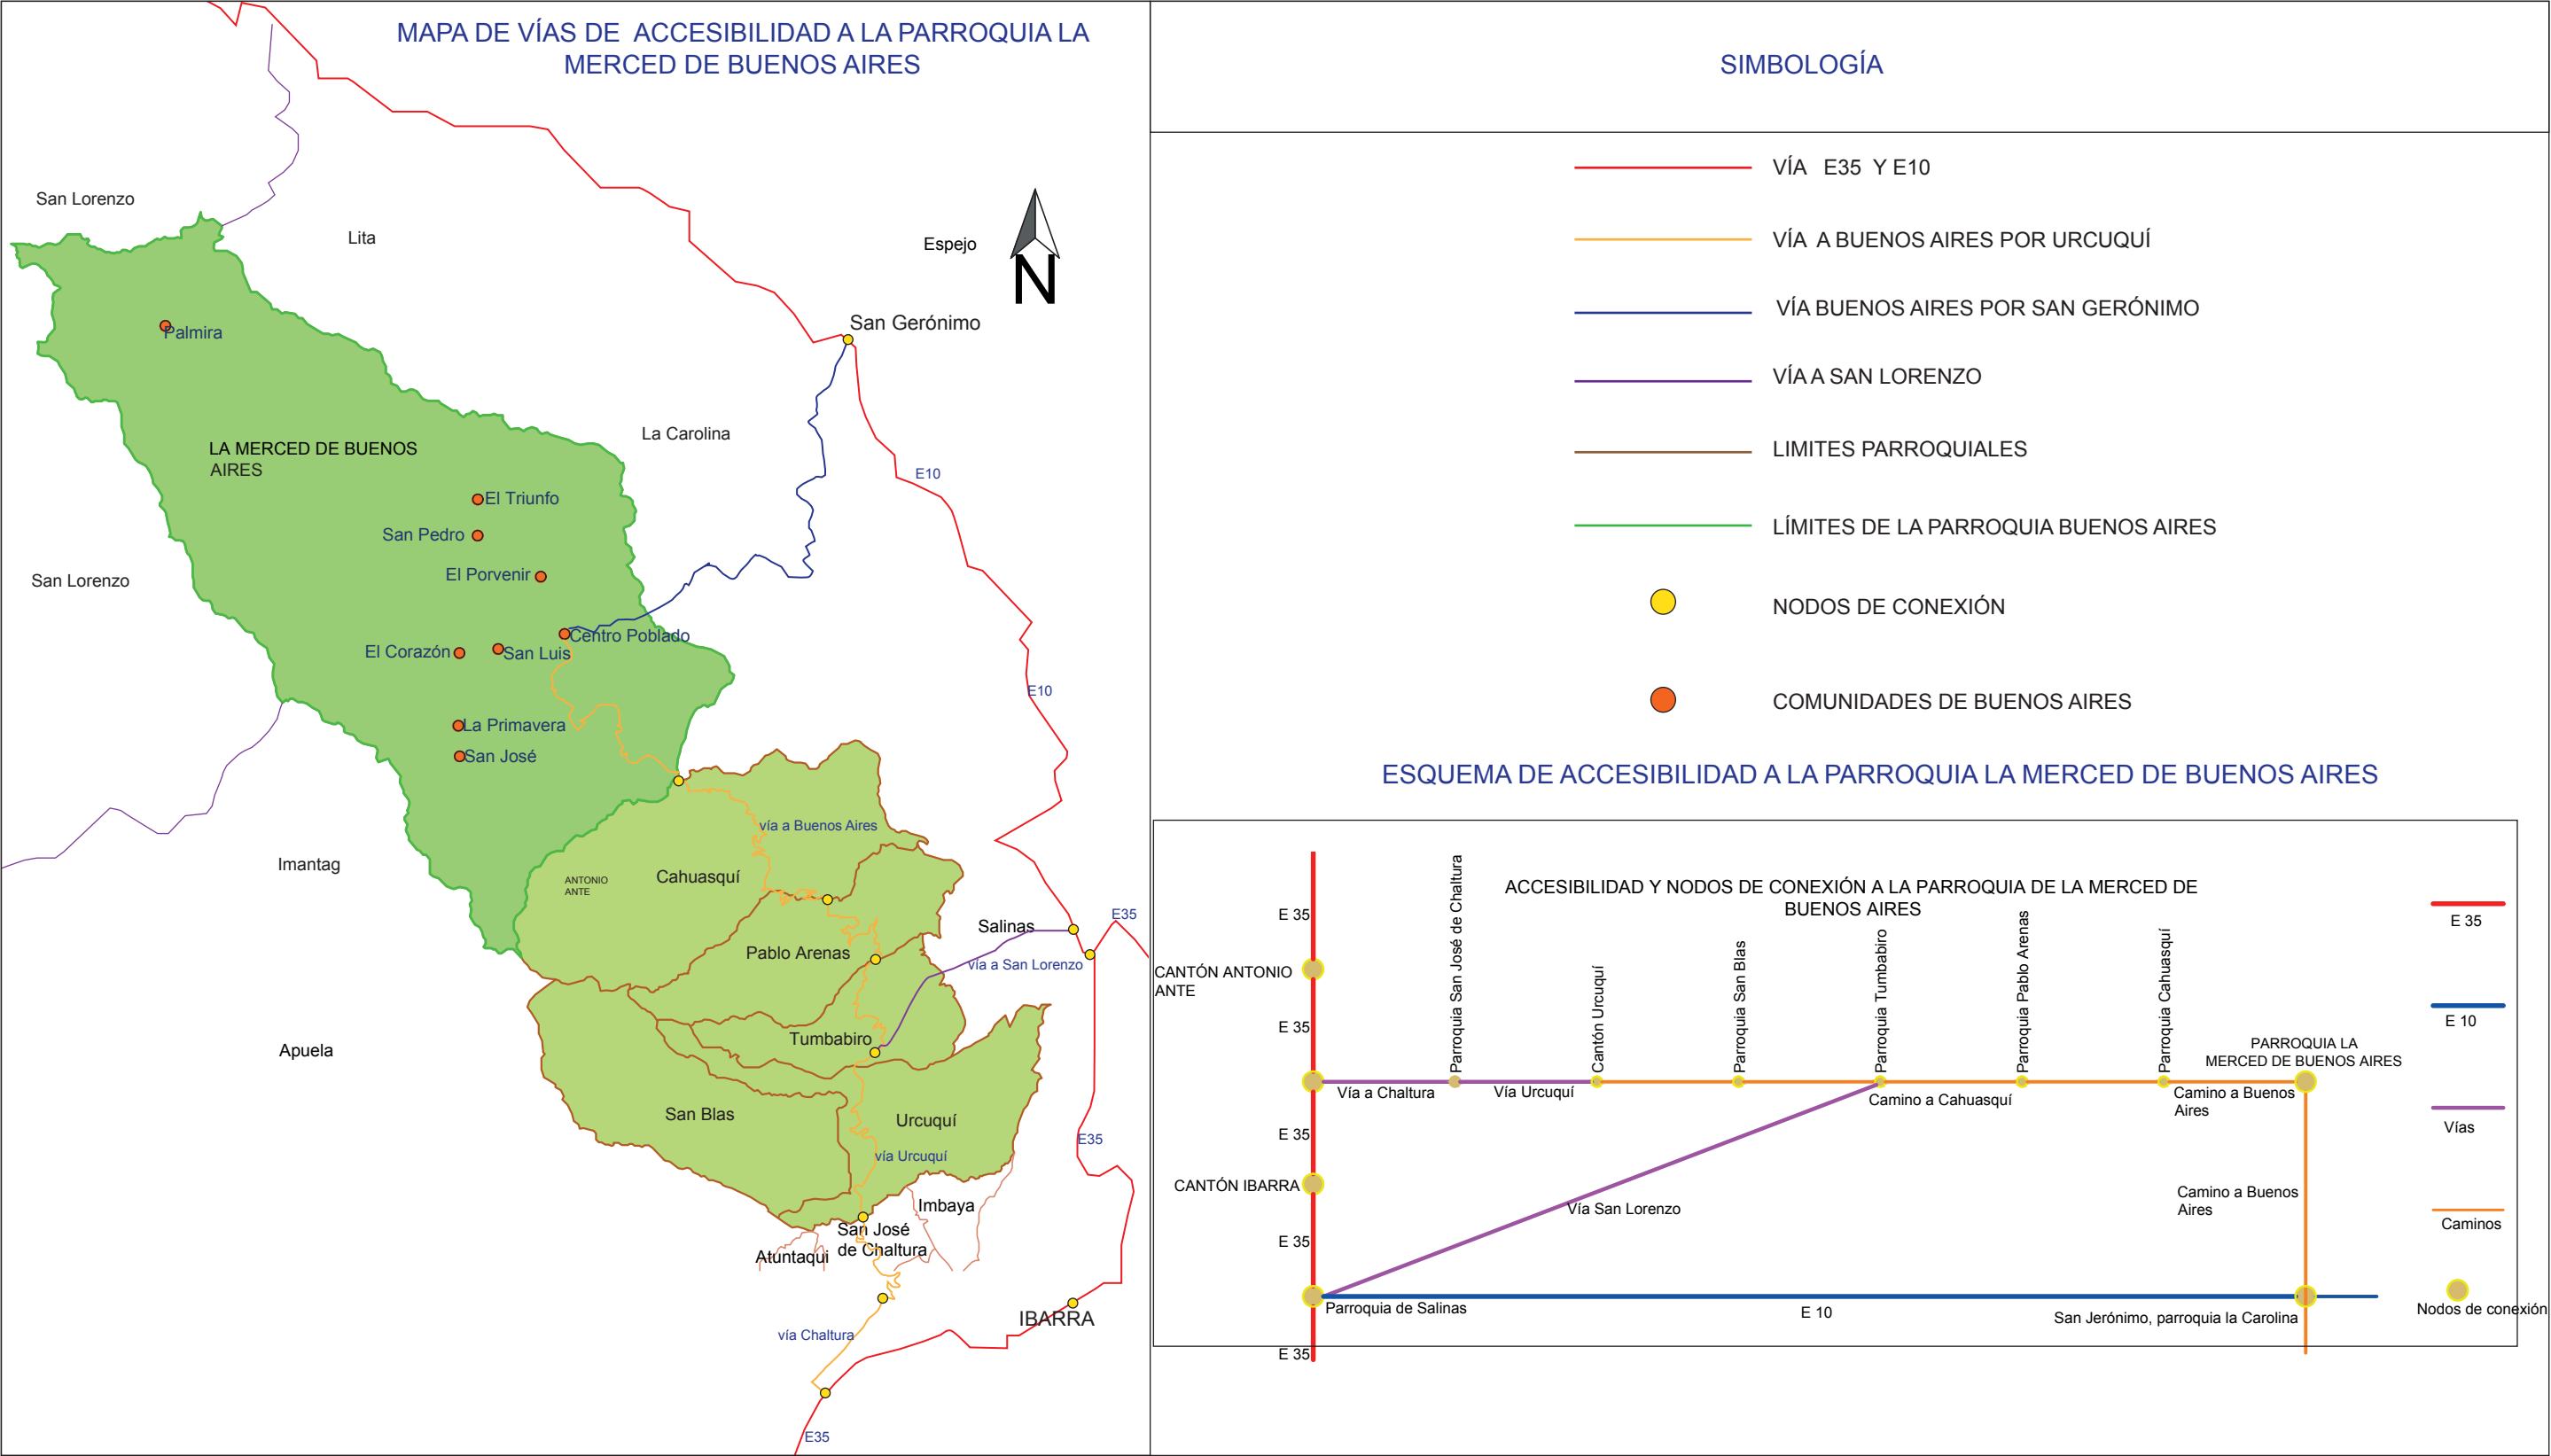 MAPA DE VÍAS DE ACCESIBILIDAD A LA PARROQUIA LA
MERCED DE BUENOS AIRES
San Lorenzo
Lita
Espejo
N
San Gerónimo
Palmira
La Carolina
LA MERCED DE BUENOS
AIRES
E10
El Triunfo
San Pedro
El Porvenir
San Lorenzo
Centro Poblado
El Corazón
San Luis
E10
La Primavera
San José
vía a Buenos Aires
Imantag
ANTONIO
ANTE
Cahuasquí
Salinas
E35
Pablo Arenas
vía a San Lorenzo
Tumbabiro
Apuela
San Blas
Urcuquí
E35
vía Urcuquí
Imbaya
San José
de Chaltura
Atuntaqui
IBARRA
vía Chaltura
E35
SIMBOLOGÍA
VÍA E35 Y E10
VÍA A BUENOS AIRES POR URCUQUÍ
VÍA BUENOS AIRES POR SAN GERÓNIMO
VÍA A SAN LORENZO
LIMITES PARROQUIALES
LÍMITES DE LA PARROQUIA BUENOS AIRES
NODOS DE CONEXIÓN
COMUNIDADES DE BUENOS AIRES
ESQUEMA DE ACCESIBILIDAD A LA PARROQUIA LA MERCED DE BUENOS AIRES
ACCESIBILIDAD Y NODOS DE CONEXIÓN A LA PARROQUIA DE LA MERCED DE
BUENOS AIRES
E 35
CANTÓN ANTONIO
ANTE
E 35
Parroquia San José de Chaltura
Cantón Urcuquí
Parroquia San Blas
Parroquia Tumbabiro
Parroquia Pablo Arenas
Parroquia Cahuasquí
PARROQUIA LA
MERCED DE BUENOS AIRES
Vía a Chaltura
Vía Urcuquí
Camino a Cahuasquí
Camino a Buenos
Aires
E 35
CANTÓN IBARRA
Vía San Lorenzo
Camino a Buenos
Aires
E 35
Parroquia de Salinas
E 10
San Jerónimo, parroquia la Carolina
E 35
E 35
E 10
Vías
Caminos
Nodos de conexión